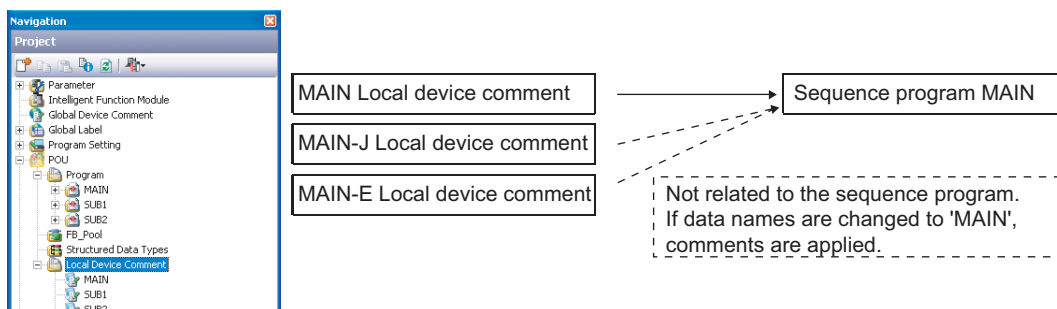 Navigation
Project
Parameter
Intelligent Function Module
Global Device Comment
Global Label
Program Setting
POU
Program
MAIN
SUB1
SUB2
FB_Pool
Structured Data Types
Local Device Comment
MAIN
SUB1
SUB2
MAIN Local device comment
MAIN-J Local device comment
MAIN-E Local device comment
Sequence program MAIN
Not related to the sequence program.
If data names are changed to 'MAIN',
comments are applied.